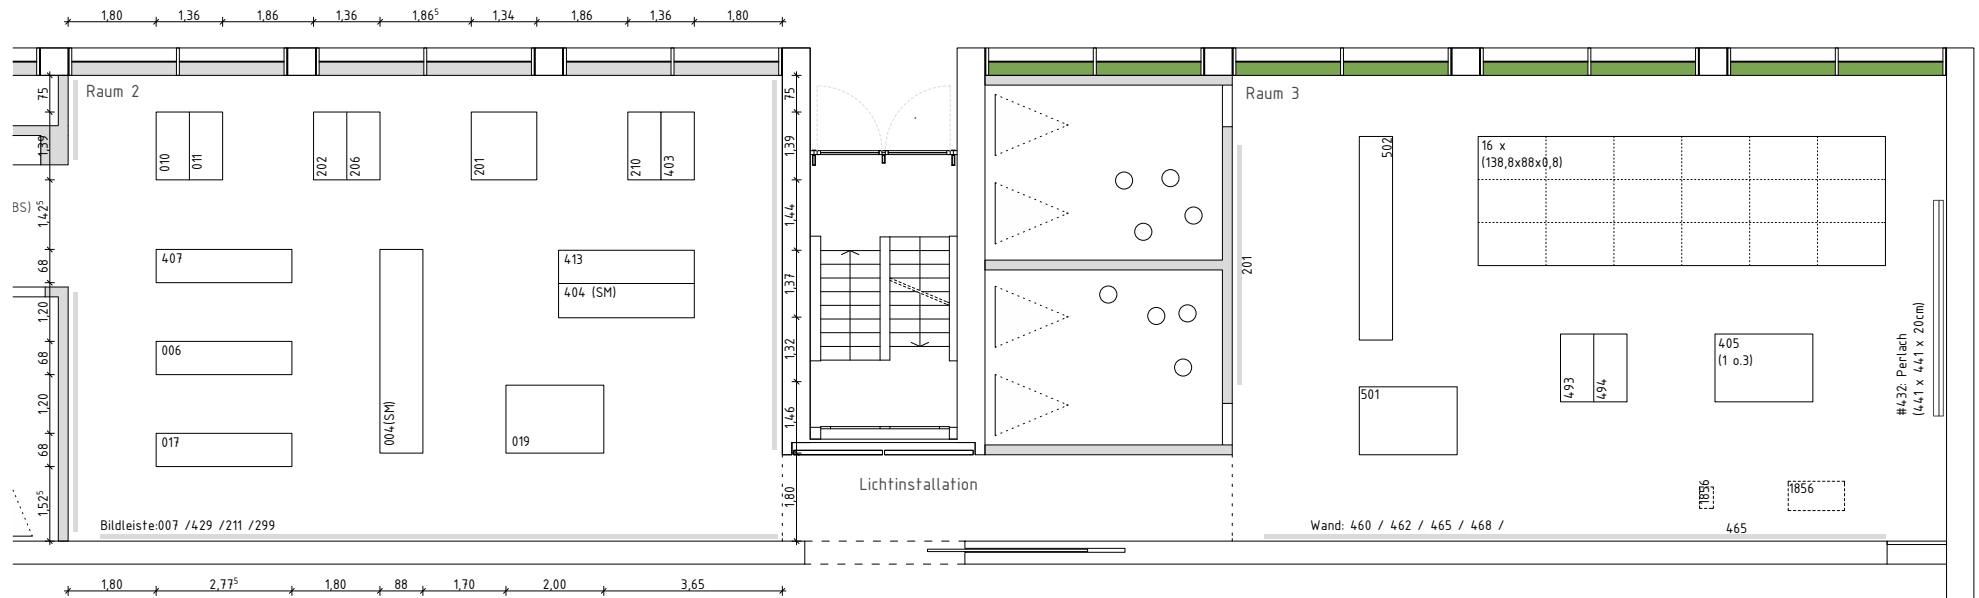 1,80 1,36 1,86 1,36 1,86⁵ 1,34 1,86 1,36 1,80
Raum 2
Raum 3
75
1,39
1,42⁵
68
1,20
68
1,20
68
1,52⁵
BS)
010
011
202
206
201
210
403
407
413
404 (SM)
006
004(SM)
017
019
Bildleiste:007 /429 /211 /299
75
1,39
1,44
1,37
1,32
1,46
1,80
Lichtinstallation
201
502
16 x
(138,8x88x0,8)
493
494
405
(1 o.3)
501
#432: Perlach
(441 x 441 x 20cm)
1856
1856
Wand: 460 / 462 / 465 / 468 /
465
1,80 2,77⁵ 1,80 88 1,70 2,00 3,65